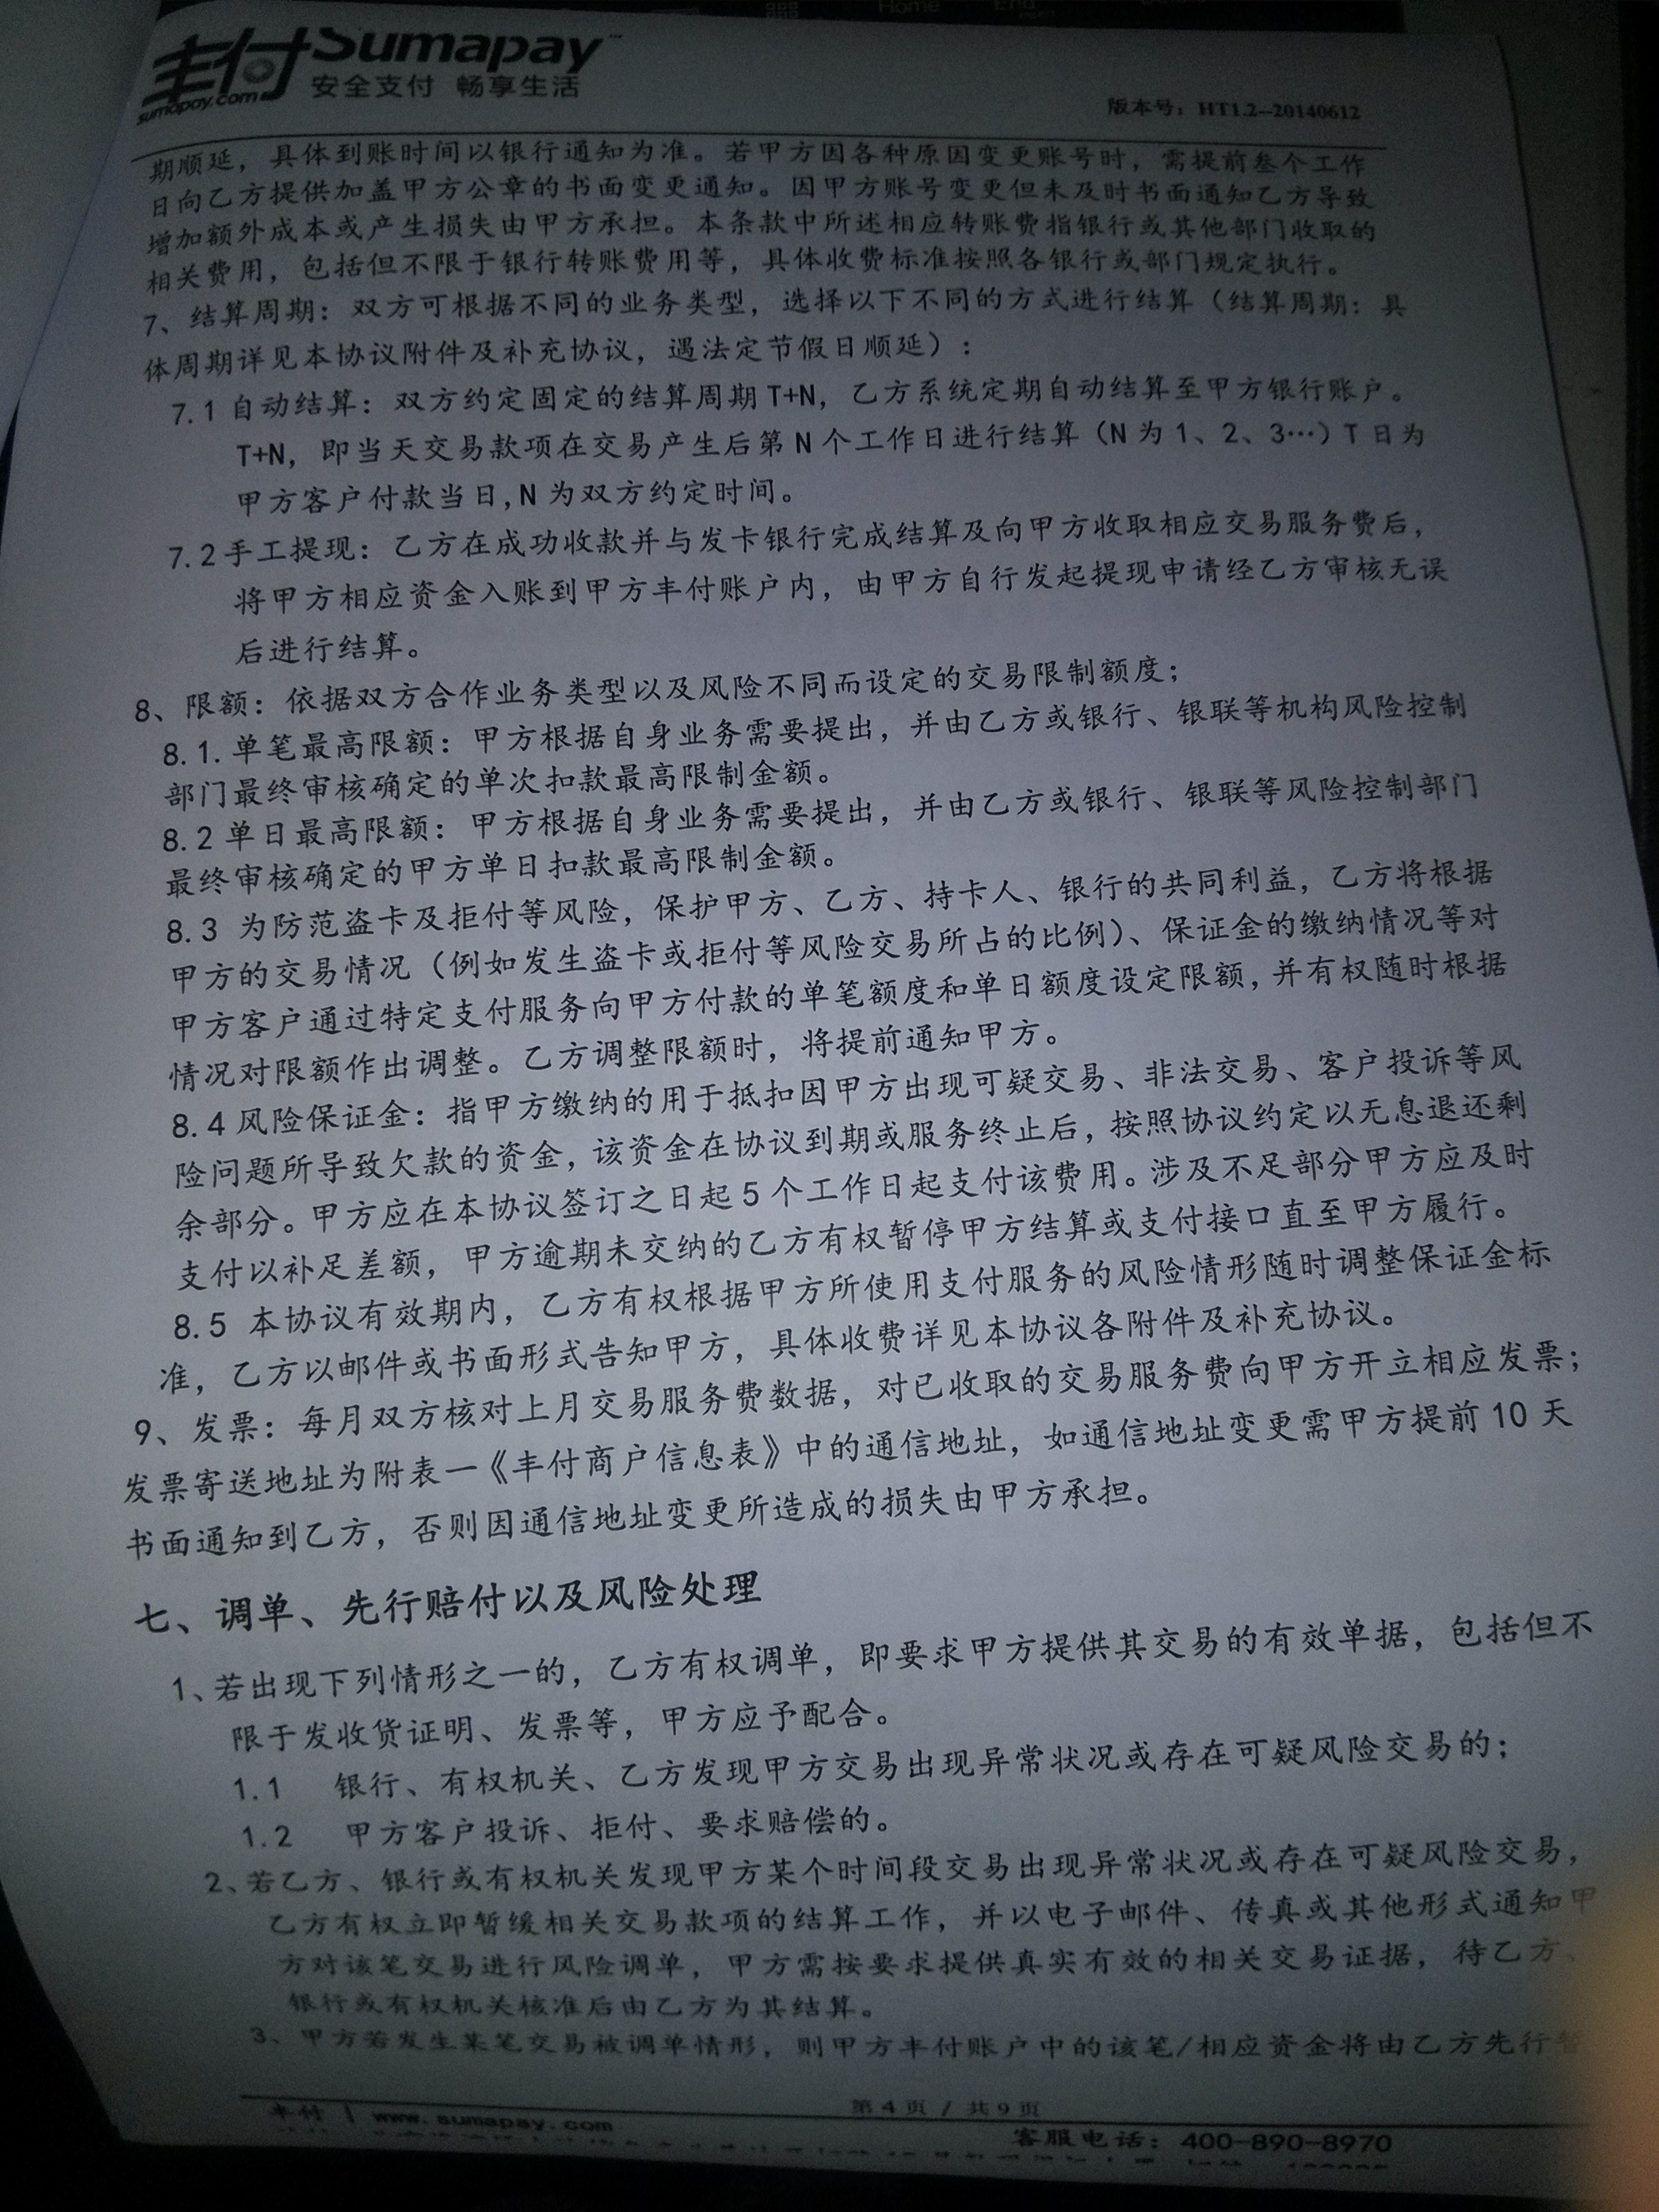 Home End
丰付 Sumapay
sumapay.com 安全支付 畅享生活
版本号：HT1.2--20140612
期顺延，具体到账时间以银行通知为准。若甲方因各种原因变更账号时，需提前叁个工作
日向乙方提供加盖甲方公章的书面变更通知。因甲方账号变更但未及时书面通知乙方导致
增加额外成本或产生损失由甲方承担。本条款中所述相应转账费指银行或其他部门收取的
相关费用，包括但不限于银行转账费用等，具体收费标准按照各银行或部门规定执行。
7、结算周期：双方可根据不同的业务类型，选择以下不同的方式进行结算（结算周期：具
体周期详见本协议附件及补充协议，遇法定节假日顺延）：
7.1 自动结算：双方约定固定的结算周期 T+N，乙方系统定期自动结算至甲方银行账户。
T+N，即当天交易款项在交易产生后第 N 个工作日进行结算（N 为 1、2、3…）T 日为
甲方客户付款当日,N 为双方约定时间。
7.2 手工提现：乙方在成功收款并与发卡银行完成结算及向甲方收取相应交易服务费后，
将甲方相应资金入账到甲方丰付账户内，由甲方自行发起提现申请经乙方审核无误
后进行结算。
8、限额：依据双方合作业务类型以及风险不同而设定的交易限制额度；
8.1.单笔最高限额：甲方根据自身业务需要提出，并由乙方或银行、银联等机构风险控制
部门最终审核确定的单次扣款最高限制金额。
8.2 单日最高限额：甲方根据自身业务需要提出，并由乙方或银行、银联等风险控制部门
最终审核确定的甲方单日扣款最高限制金额。
8.3 为防范盗卡及拒付等风险，保护甲方、乙方、持卡人、银行的共同利益，乙方将根据
甲方的交易情况（例如发生盗卡或拒付等风险交易所占的比例）、保证金的缴纳情况等对
甲方客户通过特定支付服务向甲方付款的单笔额度和单日额度设定限额，并有权随时根据
情况对限额作出调整。乙方调整限额时，将提前通知甲方。
8.4 风险保证金：指甲方缴纳的用于抵扣因甲方出现可疑交易、非法交易、客户投诉等风
险问题所导致欠款的资金，该资金在协议到期或服务终止后，按照协议约定以无息退还剩
余部分。甲方应在本协议签订之日起 5 个工作日起支付该费用。涉及不足部分甲方应及时
支付以补足差额，甲方逾期未交纳的乙方有权暂停甲方结算或支付接口直至甲方履行。
8.5 本协议有效期内，乙方有权根据甲方所使用支付服务的风险情形随时调整保证金标
准，乙方以邮件或书面形式告知甲方，具体收费详见本协议各附件及补充协议。
9、发票：每月双方核对上月交易服务费数据，对已收取的交易服务费向甲方开立相应发票；
发票寄送地址为附表一《丰付商户信息表》中的通信地址，如通信地址变更需甲方提前 10 天
书面通知到乙方，否则因通信地址变更所造成的损失由甲方承担。
七、调单、先行赔付以及风险处理
1、若出现下列情形之一的，乙方有权调单，即要求甲方提供其交易的有效单据，包括但不
限于发收货证明、发票等，甲方应予配合。
1.1 银行、有权机关、乙方发现甲方交易出现异常状况或存在可疑风险交易的；
1.2 甲方客户投诉、拒付、要求赔偿的。
2、若乙方、银行或有权机关发现甲方某个时间段交易出现异常状况或存在可疑风险交易，
乙方有权立即暂缓相关交易款项的结算工作，并以电子邮件、传真或其他形式通知甲
方对该笔交易进行风险调单，甲方需按要求提供真实有效的相关交易证据，待乙方、
银行或有权机关核准后由乙方为其结算。
3、甲方若发生某笔交易被调单情形，则甲方丰付账户中的该笔/相应资金将由乙方先行暂
第 4 页 / 共 9 页
丰付 | www.sumapay.com
客服电话：400-890-8970